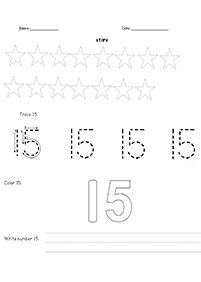 Name: Date:
stars
Trace 15.
15 15 15 15
Color 15.
15
Write number 15.